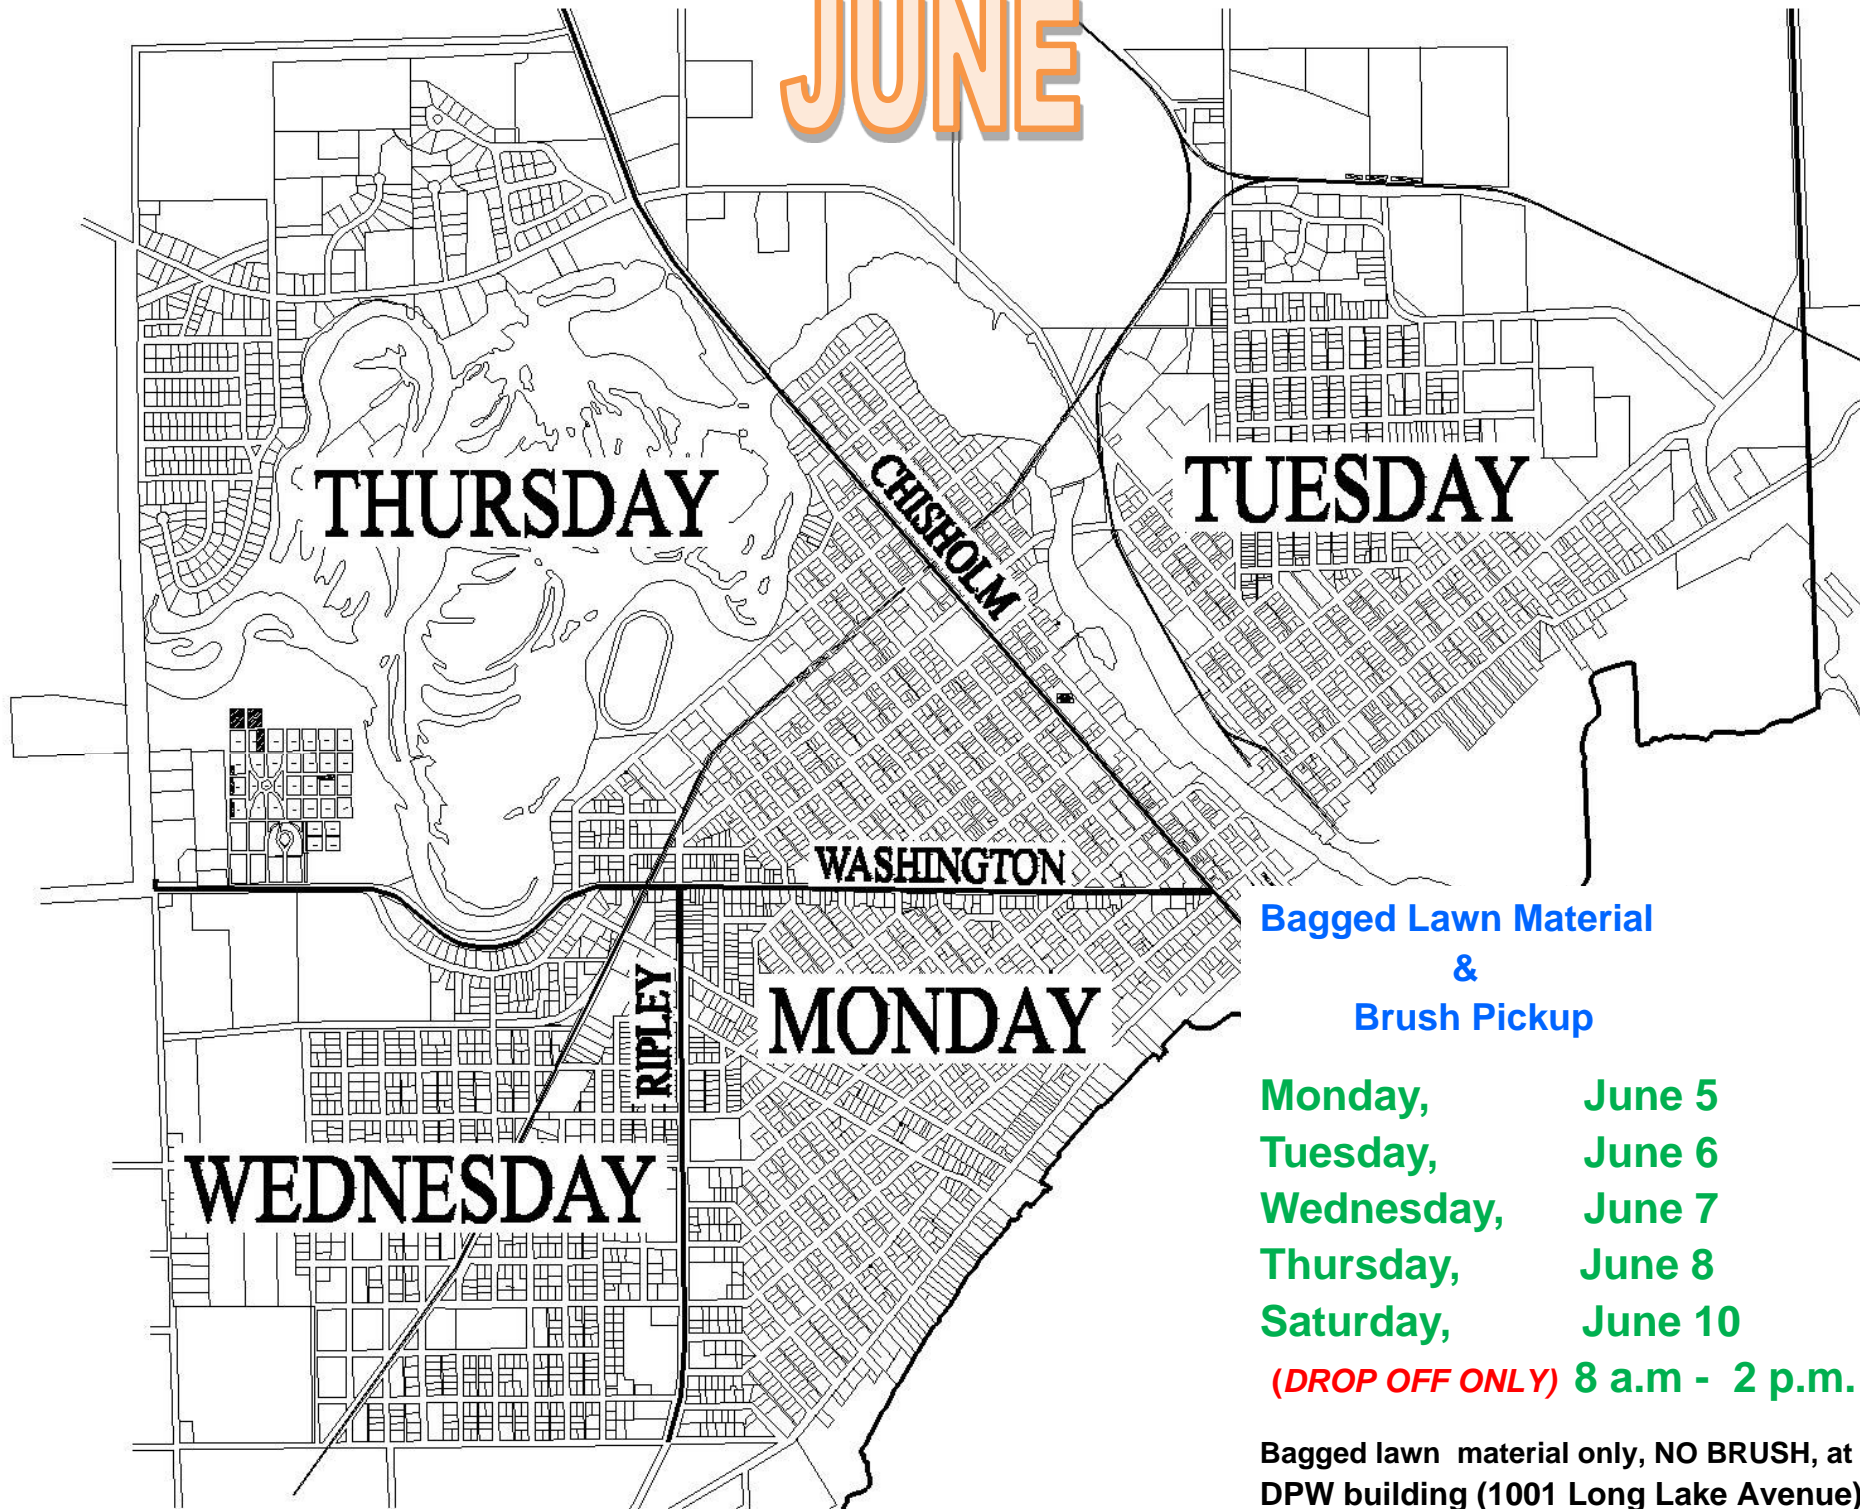 JUNE
THURSDAY
CHISHOLM
TUESDAY
WASHINGTON
RIPLEY
MONDAY
WEDNESDAY
Bagged Lawn Material
&
Brush Pickup
Monday, June 5
Tuesday, June 6
Wednesday, June 7
Thursday, June 8
Saturday, June 10
(DROP OFF ONLY) 8 a.m - 2 p.m.
Bagged lawn material only, NO BRUSH, at
DPW building (1001 Long Lake Avenue)